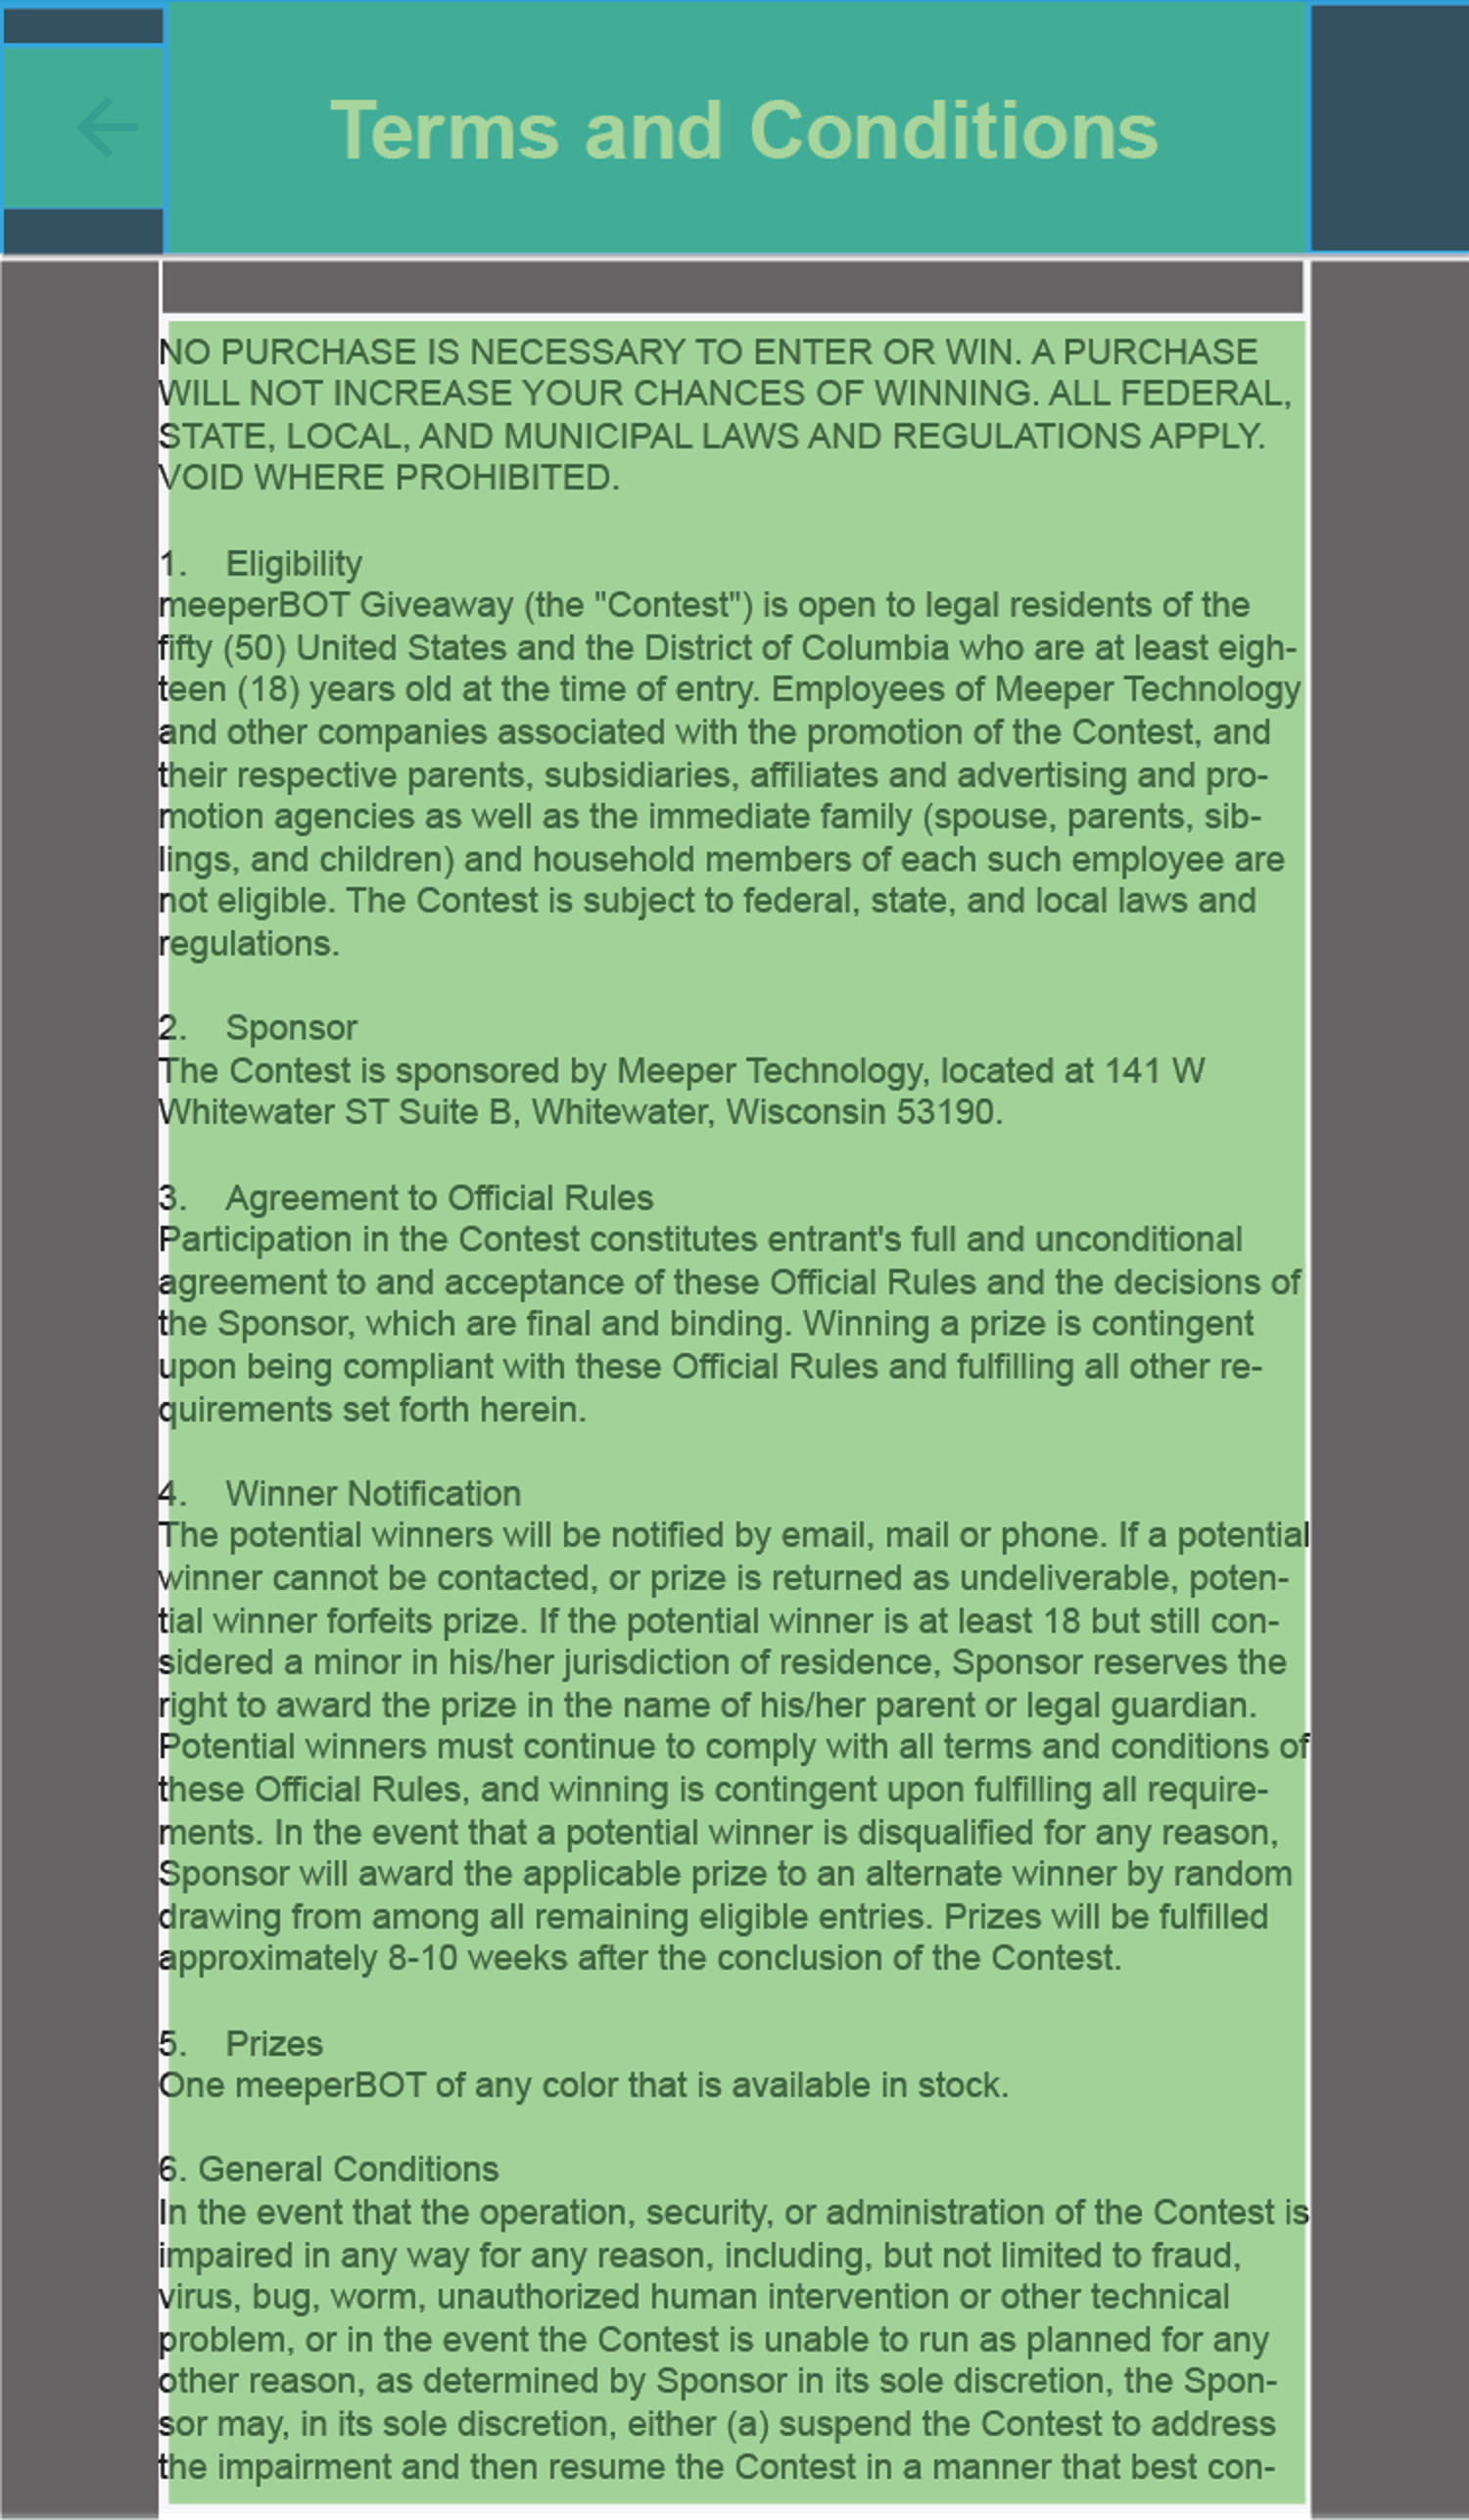 Terms and Conditions
NO PURCHASE IS NECESSARY TO ENTER OR WIN. A PURCHASE
WILL NOT INCREASE YOUR CHANCES OF WINNING. ALL FEDERAL,
STATE, LOCAL, AND MUNICIPAL LAWS AND REGULATIONS APPLY.
VOID WHERE PROHIBITED.
1. Eligibility
meeperBOT Giveaway (the "Contest") is open to legal residents of the
fifty (50) United States and the District of Columbia who are at least eigh-
teen (18) years old at the time of entry. Employees of Meeper Technology
and other companies associated with the promotion of the Contest, and
their respective parents, subsidiaries, affiliates and advertising and pro-
motion agencies as well as the immediate family (spouse, parents, sib-
lings, and children) and household members of each such employee are
not eligible. The Contest is subject to federal, state, and local laws and
regulations.
2. Sponsor
The Contest is sponsored by Meeper Technology, located at 141 W
Whitewater ST Suite B, Whitewater, Wisconsin 53190.
3. Agreement to Official Rules
Participation in the Contest constitutes entrant's full and unconditional
agreement to and acceptance of these Official Rules and the decisions of
the Sponsor, which are final and binding. Winning a prize is contingent
upon being compliant with these Official Rules and fulfilling all other re-
quirements set forth herein.
4. Winner Notification
The potential winners will be notified by email, mail or phone. If a potential
winner cannot be contacted, or prize is returned as undeliverable, poten-
tial winner forfeits prize. If the potential winner is at least 18 but still con-
sidered a minor in his/her jurisdiction of residence, Sponsor reserves the
right to award the prize in the name of his/her parent or legal guardian.
Potential winners must continue to comply with all terms and conditions of
these Official Rules, and winning is contingent upon fulfilling all require-
ments. In the event that a potential winner is disqualified for any reason,
Sponsor will award the applicable prize to an alternate winner by random
drawing from among all remaining eligible entries. Prizes will be fulfilled
approximately 8-10 weeks after the conclusion of the Contest.
5. Prizes
One meeperBOT of any color that is available in stock.
6. General Conditions
In the event that the operation, security, or administration of the Contest is
impaired in any way for any reason, including, but not limited to fraud,
virus, bug, worm, unauthorized human intervention or other technical
problem, or in the event the Contest is unable to run as planned for any
other reason, as determined by Sponsor in its sole discretion, the Spon-
sor may, in its sole discretion, either (a) suspend the Contest to address
the impairment and then resume the Contest in a manner that best con-